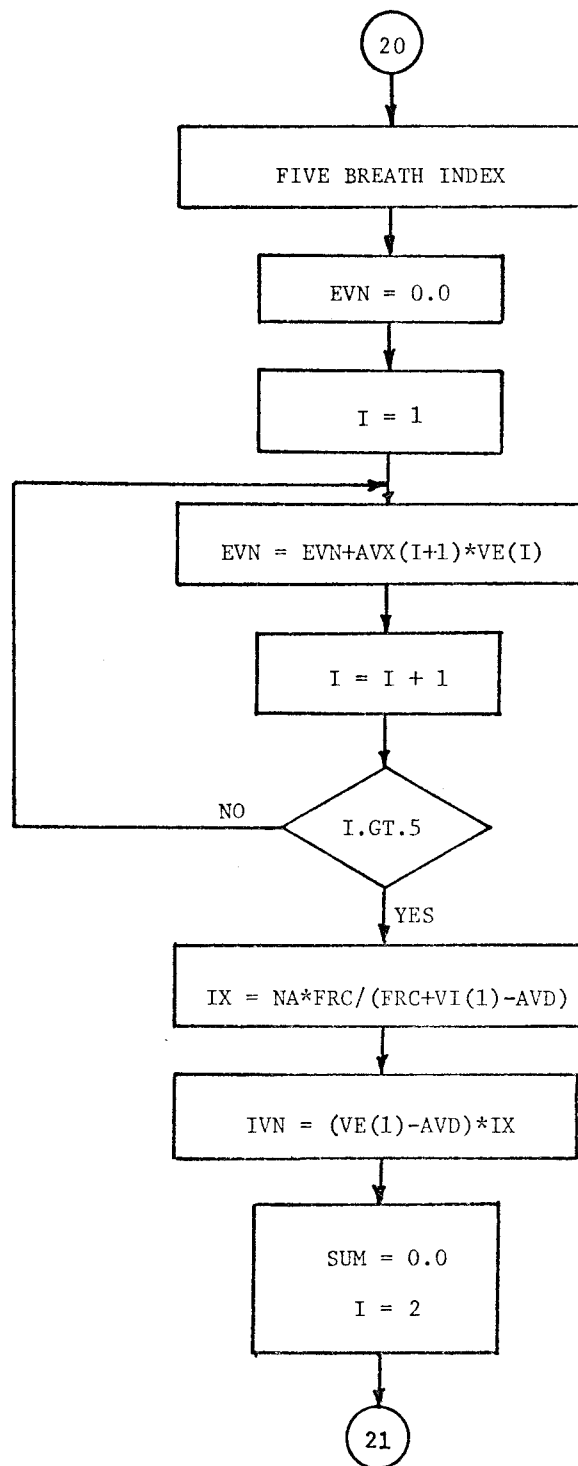 20
FIVE BREATH INDEX
EVN = 0.0
I = 1
EVN = EVN+AVX(I+1)*VE(I)
I = I + 1
NO
I.GT.5
YES
IX = NA*FRC/(FRC+VI(1)-AVD)
IVN = (VE(1)-AVD)*IX
SUM = 0.0
I = 2
21